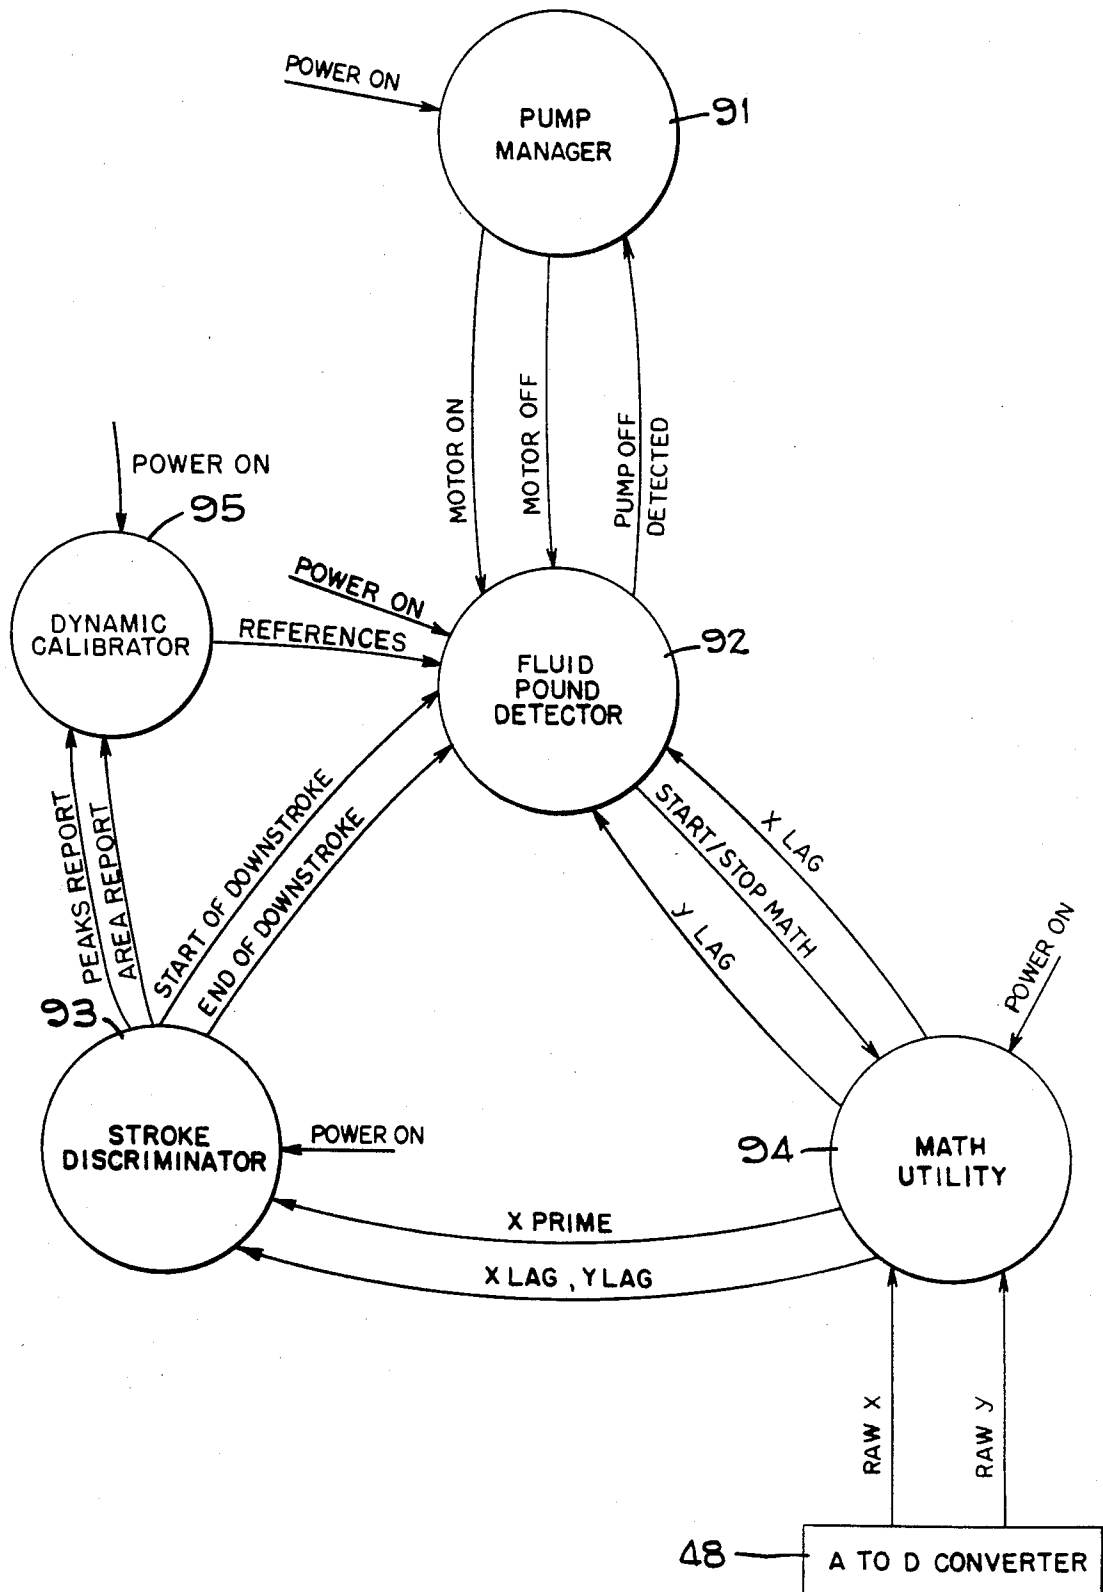 POWER ON
PUMP
MANAGER
91
MOTOR ON
MOTOR OFF
PUMP OFF
DETECTED
POWER ON
95
DYNAMIC
CALIBRATOR
POWER ON
REFERENCES
92
FLUID
POUND
DETECTOR
PEAKS REPORT
AREA REPORT
START OF DOWNSTROKE
END OF DOWNSTROKE
START/STOP MATH
X LAG
Y LAG
POWER ON
93
STROKE
DISCRIMINATOR
POWER ON
94
MATH
UTILITY
X PRIME
X LAG , Y LAG
RAW X
RAW Y
48
A TO D CONVERTER